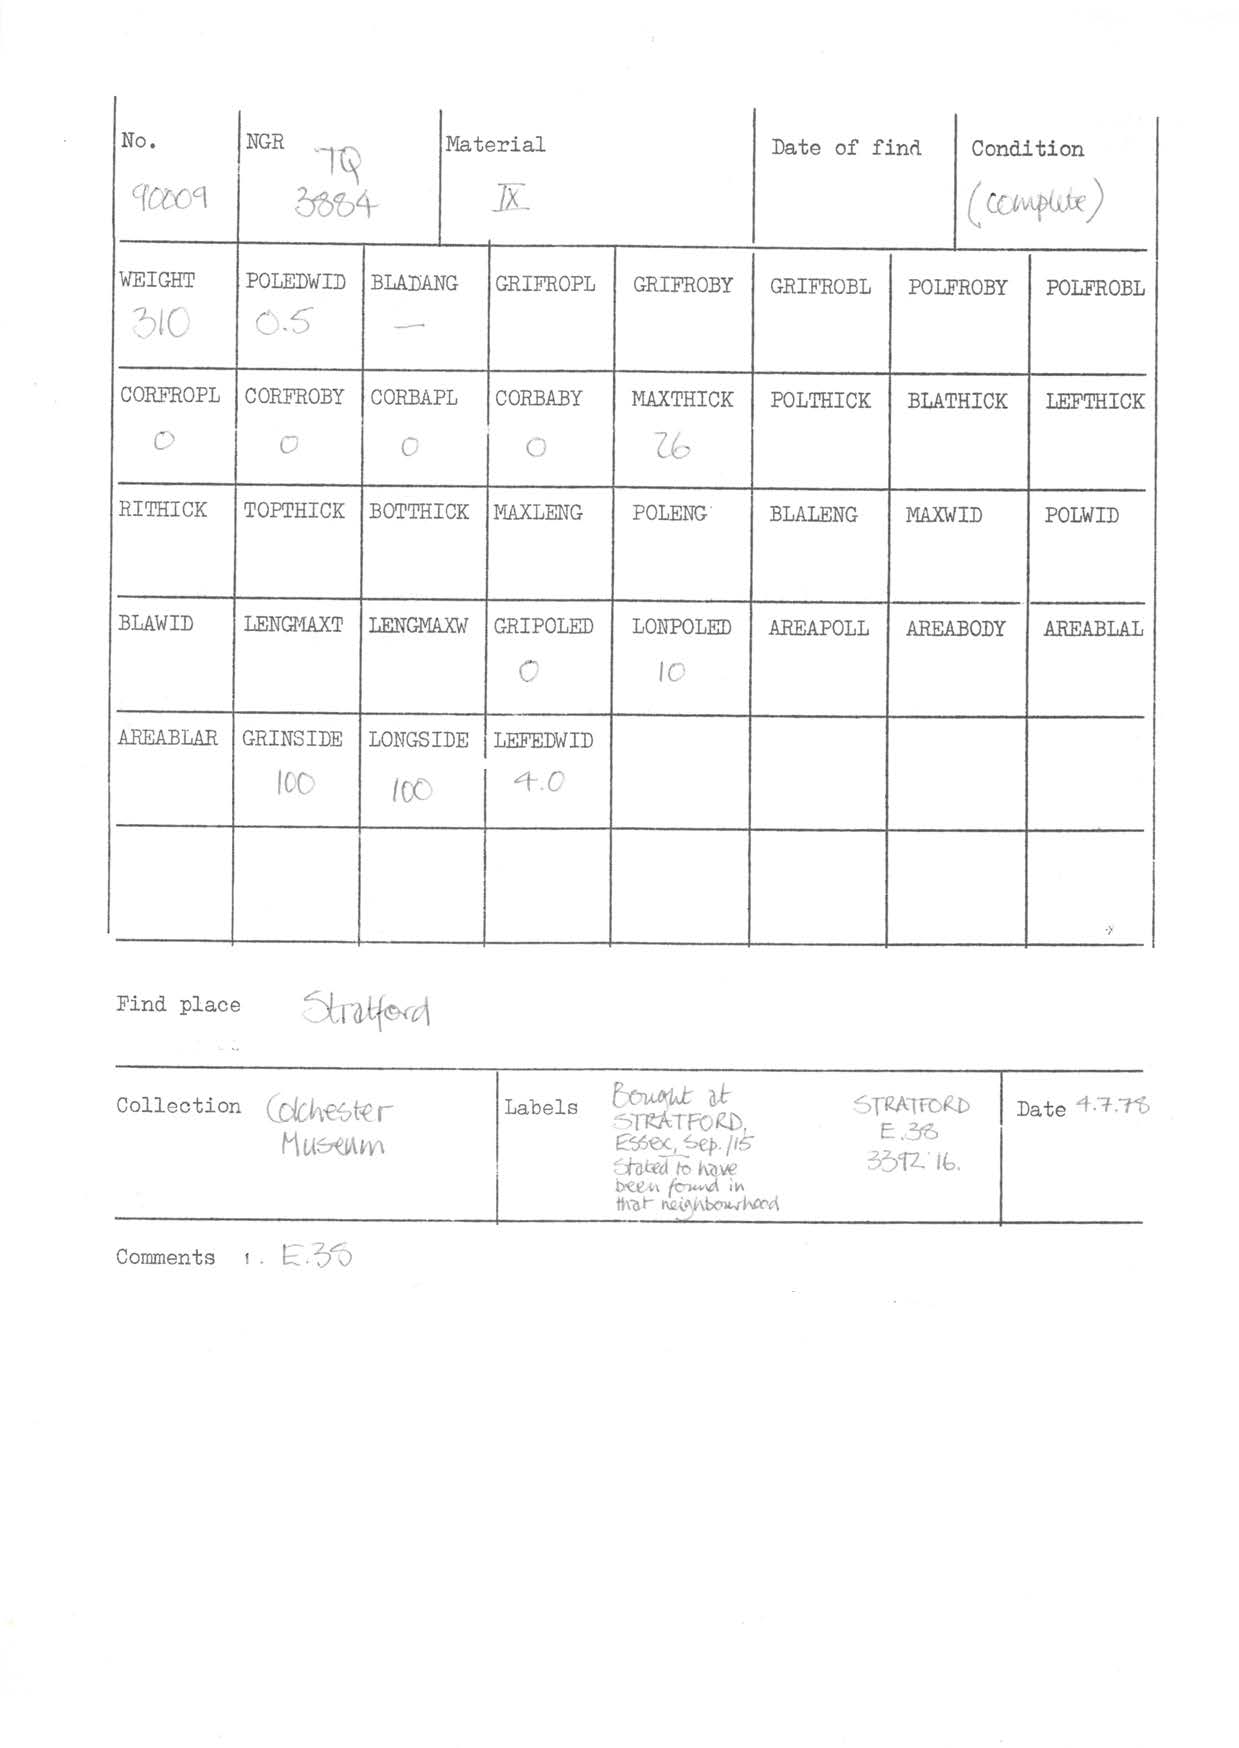 No. NGR Material Date of find Condition
90009 TQ 3884 IX (complete)
WEIGHT POLEDWID BLADANG GRIFROPL GRIFROBY GRIFROBL POLFROBY POLFROBL
310 0.5 —
CORFROPL CORFROBY CORBAPL CORBABY MAXTHICK POLTHICK BLATHICK LEFTHICK
0 0 0 0 26
RITHICK TOPTHICK BOTTHICK MAXLENG POLENG BLALENG MAXWID POLWID
BLAWID LENGMAXT LENGMAXW GRIPOLED LONPOLED AREAPOLL AREABODY AREABLAL
0 10
AREABLAR GRINSIDE LONGSIDE LEFEDWID
100 100 4.0
Find place Stratford
Collection Colchester
Museum
Labels Bought at
STRATFORD,
Essex, Sep. /15
Stated to have
been found in
that neighbourhood
STRATFORD
E.38
3392.16.
Date 4.7.78
Comments 1. E.38